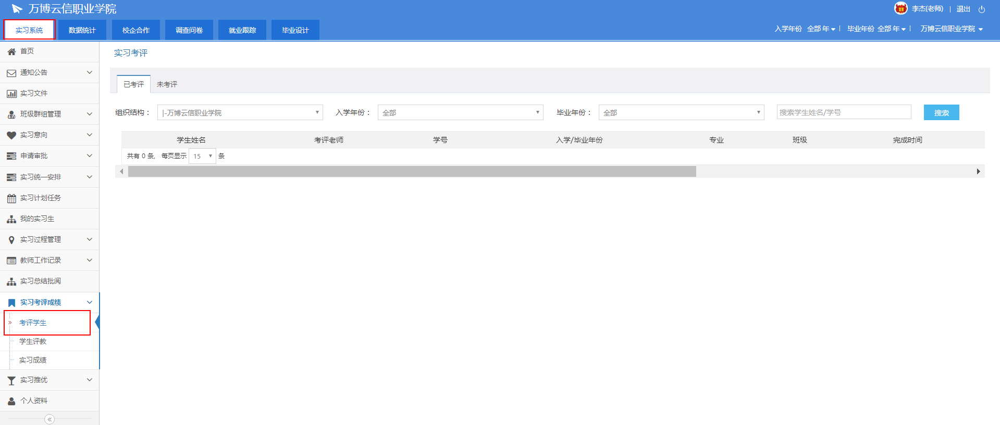 万博云信职业学院
李杰(老师) | 退出
实习系统 数据统计 校企合作 调查问卷 就业跟踪 毕业设计
入学年份 全部 年 | 毕业年份 全部 年 | 万博云信职业学院
首页
通知公告
实习文件
班级群组管理
实习意向
申请审批
实习统一安排
实习计划任务
我的实习生
实习过程管理
教师工作记录
实习总结批阅
实习考评成绩
» 考评学生
学生评教
实习成绩
实习推优
个人资料
«
实习考评
已考评 未考评
组织结构： |-万博云信职业学院 入学年份： 全部 毕业年份： 全部 搜索学生姓名/学号 搜索
学生姓名 考评老师 学号 入学/毕业年份 专业 班级 完成时间
共有 0 条, 每页显示 15 条